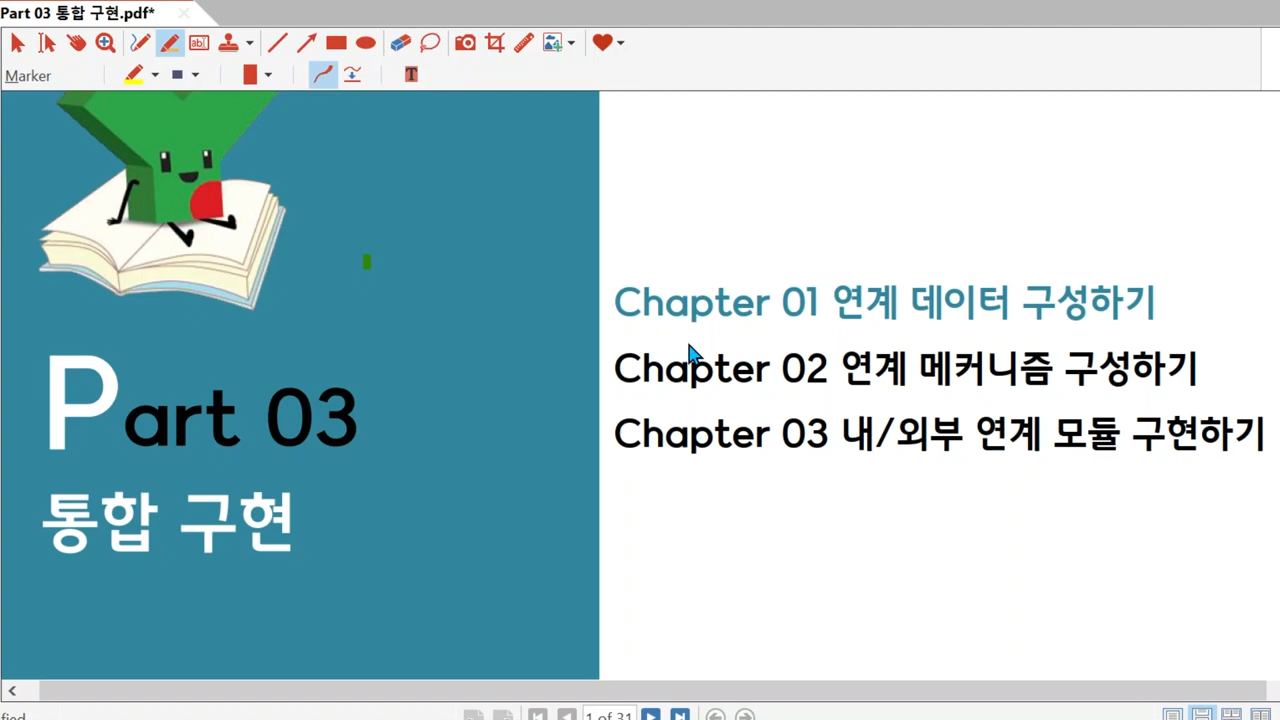 Part 03 통합 구현.pdf*
ab
Marker
T
Chapter 01 연계 데이터 구성하기
Chapter 02 연계 메커니즘 구성하기
Chapter 03 내/외부 연계 모듈 구현하기
Part 03
통합 구현
1 of 31